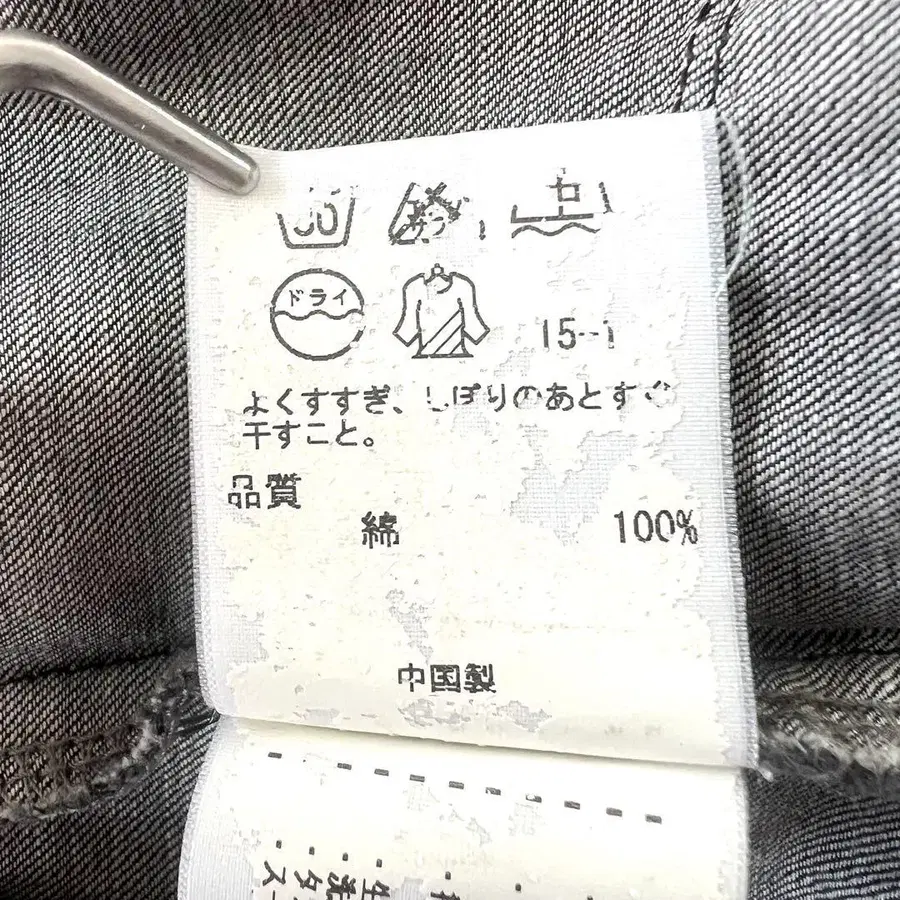 中
ドライ
15--1
よくすすぎ、しぼりのあとすぐ
干すこと。
品質
綿 100%
中国製